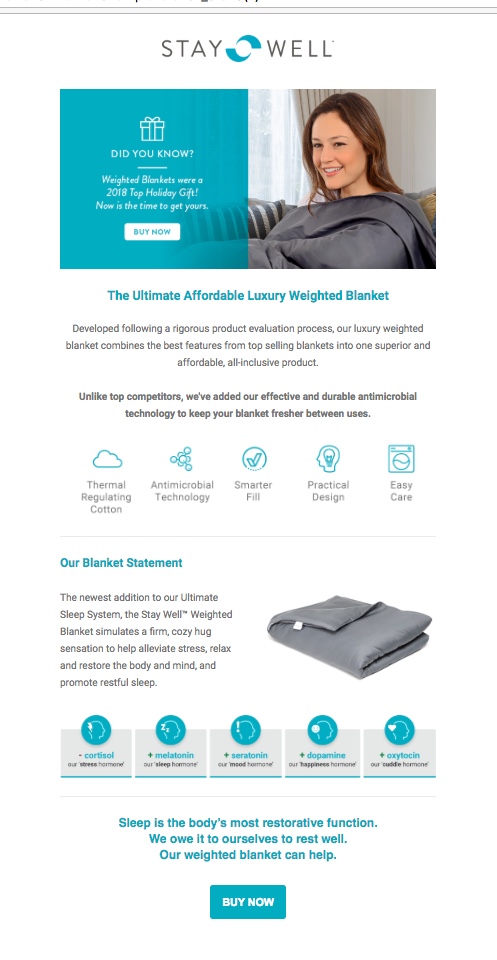 STAY WELL
DID YOU KNOW?
Weighted Blankets were a
2018 Top Holiday Gift!
Now is the time to get yours.
BUY NOW
The Ultimate Affordable Luxury Weighted Blanket
Developed following a rigorous product evaluation process, our luxury weighted
blanket combines the best features from top selling blankets into one superior and
affordable, all-inclusive product.
Unlike top competitors, we've added our effective and durable antimicrobial
technology to keep your blanket fresher between uses.
Thermal
Regulating
Cotton
Antimicrobial
Technology
Smarter
Fill
Practical
Design
Easy
Care
Our Blanket Statement
The newest addition to our Ultimate
Sleep System, the Stay Well™ Weighted
Blanket simulates a firm, cozy hug
sensation to help alleviate stress, relax
and restore the body and mind, and
promote restful sleep.
- cortisol
our 'stress hormone'
+ melatonin
our 'sleep hormone'
+ seratonin
our 'mood hormone'
+ dopamine
our 'happiness hormone'
+ oxytocin
our 'cuddle hormone'
Sleep is the body's most restorative function.
We owe it to ourselves to rest well.
Our weighted blanket can help.
BUY NOW